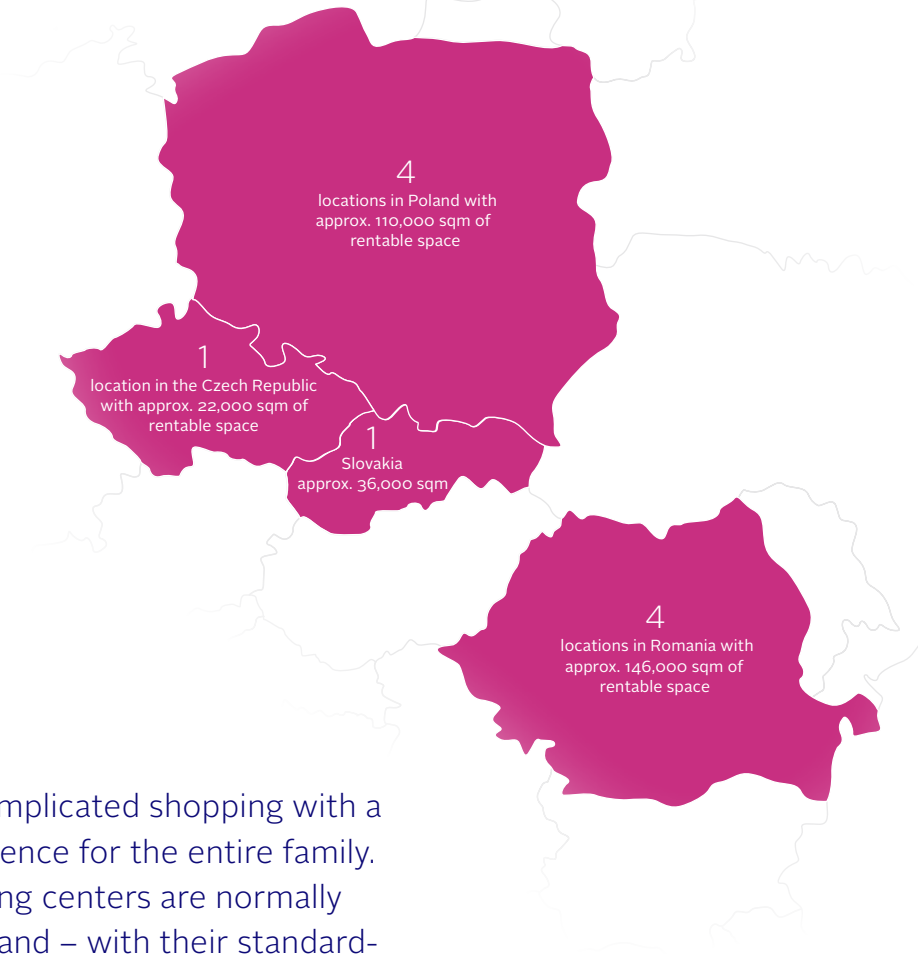 4
locations in Poland with
approx. 110,000 sqm of
rentable space
1
location in the Czech Republic
with approx. 22,000 sqm of
rentable space
1
Slovakia
approx. 36,000 sqm
4
locations in Romania with
approx. 146,000 sqm of
rentable space
mplicated shopping with a
ence for the entire family.
ng centers are normally
and – with their standard-